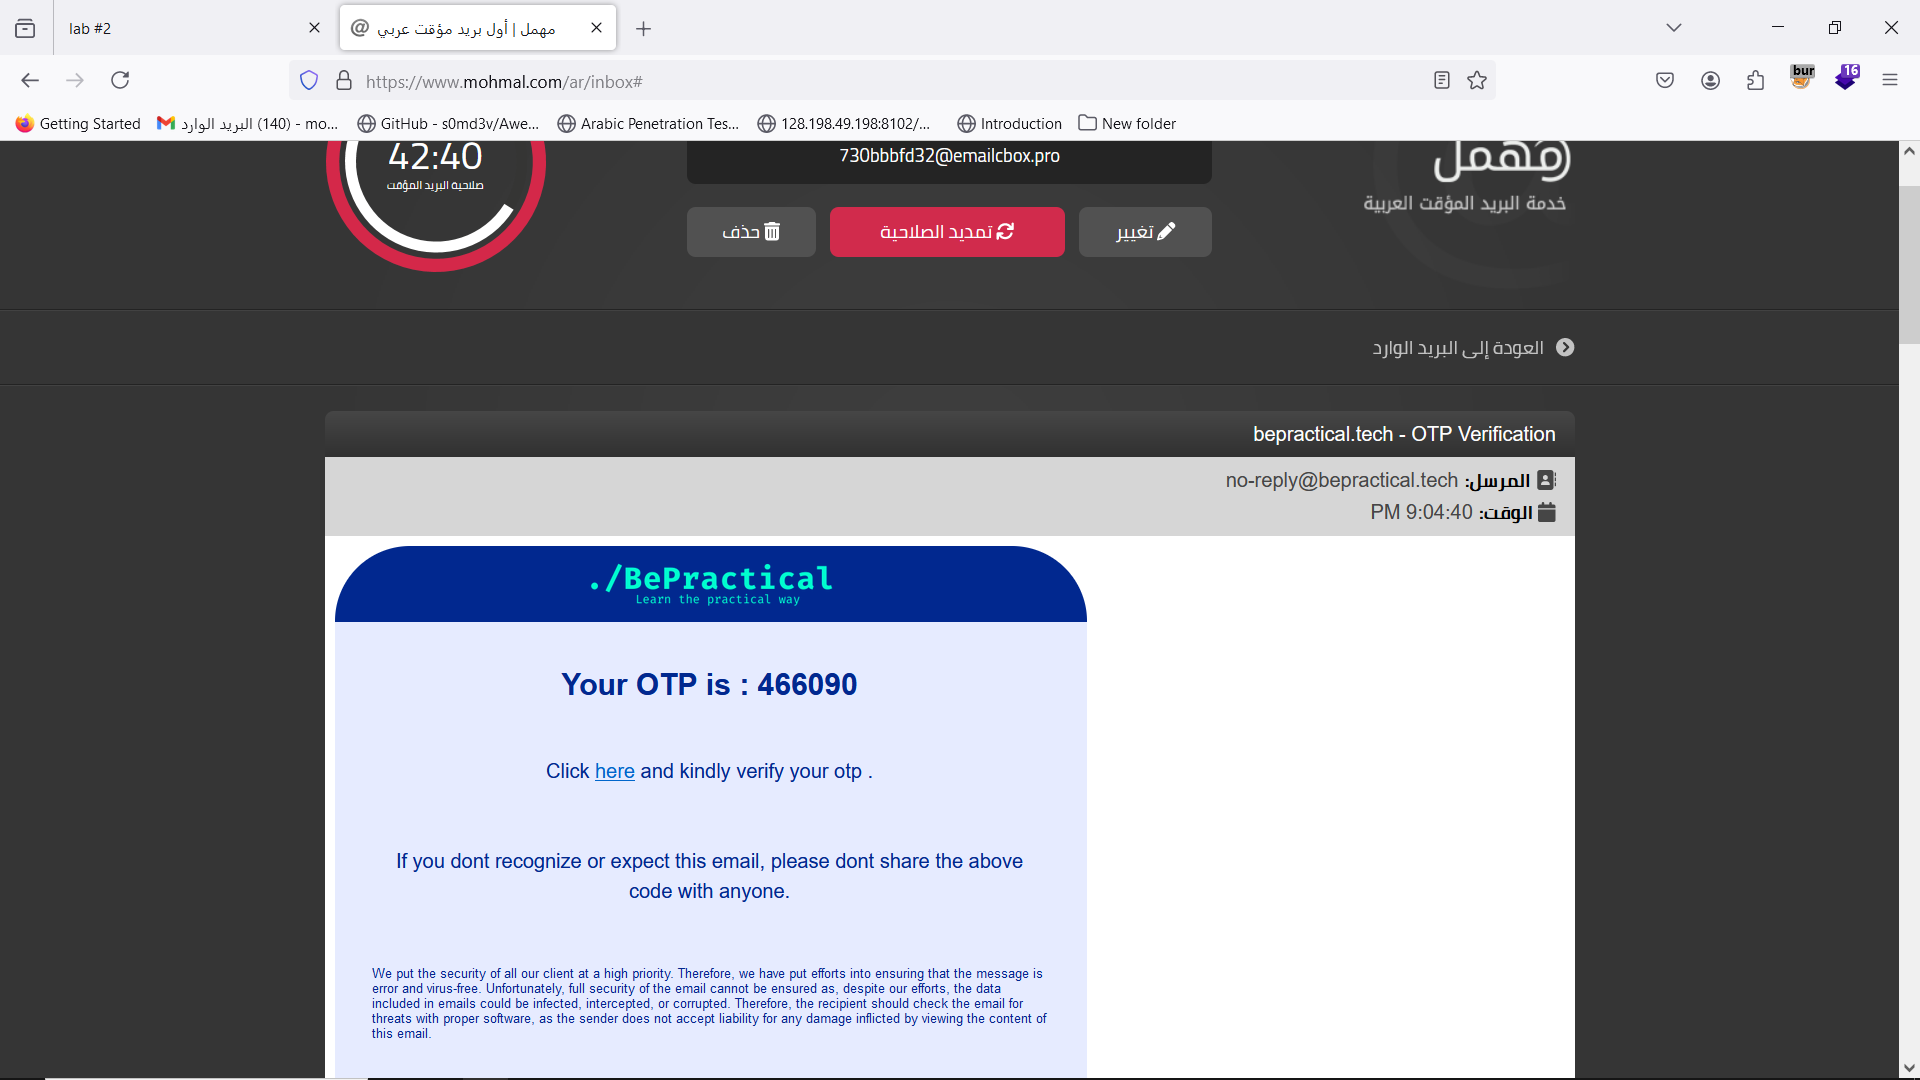 lab #2
مهمل | أول بريد مؤقت عربي
https://www.mohmal.com/ar/inbox#
bur
16
Getting Started
البريد الوارد (140) - mo...
GitHub - s0md3v/Awe...
Arabic Penetration Tes...
128.198.49.198:8102/...
Introduction
New folder
42:40
صلاحية البريد المؤقت
730bbbfd32@emailcbox.pro
مهمل
خدمة البريد المؤقت العربية
تغيير
تمديد الصلاحية
حذف
العودة إلى البريد الوارد
bepractical.tech - OTP Verification
المرسل: no-reply@bepractical.tech
الوقت: 9:04:40 PM
./BePractical
Learn the practical way
Your OTP is : 466090
Click here and kindly verify your otp .
If you dont recognize or expect this email, please dont share the above
code with anyone.
We put the security of all our client at a high priority. Therefore, we have put efforts into ensuring that the message is
error and virus-free. Unfortunately, full security of the email cannot be ensured as, despite our efforts, the data
included in emails could be infected, intercepted, or corrupted. Therefore, the recipient should check the email for
threats with proper software, as the sender does not accept liability for any damage inflicted by viewing the content of
this email.